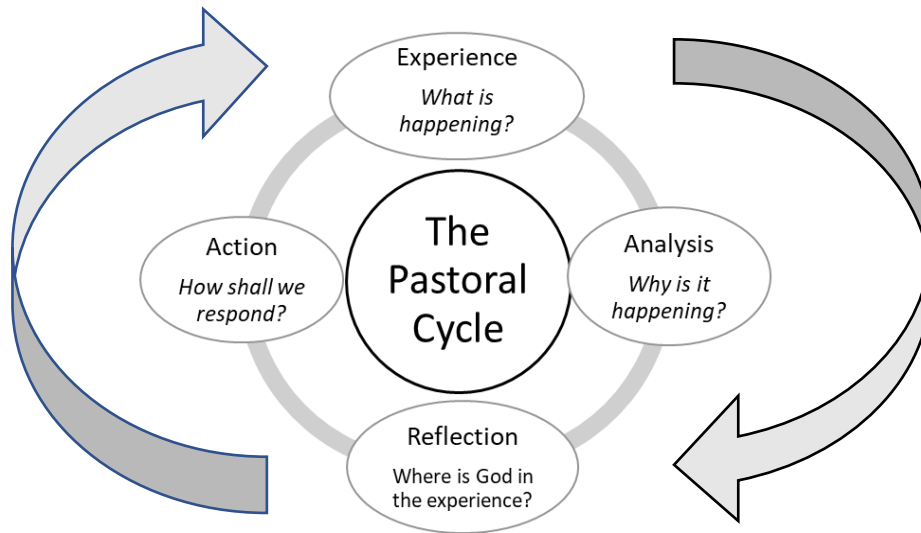 Experience
What is
happening?
Action
How shall we
respond?
The
Pastoral
Cycle
Analysis
Why is it
happening?
Reflection
Where is God in
the experience?